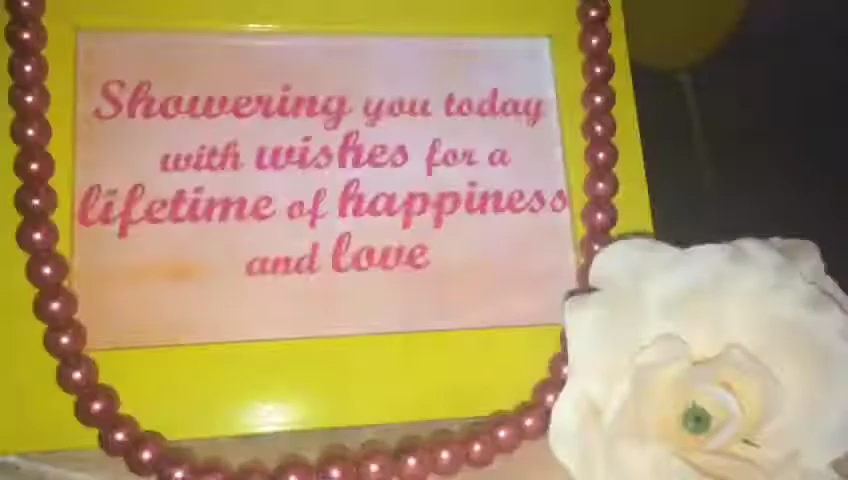 Showering you today
with wishes for a
lifetime of happiness
and love